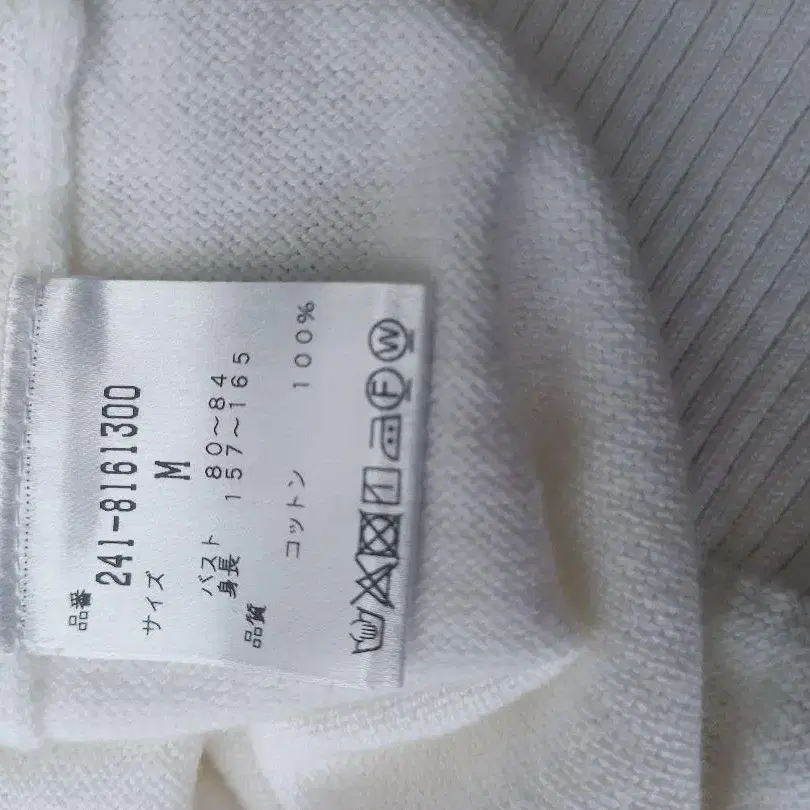 品番
241-8161300
サイズ M
バスト 80〜84
身長 157〜165
品質
コットン 100%
F W